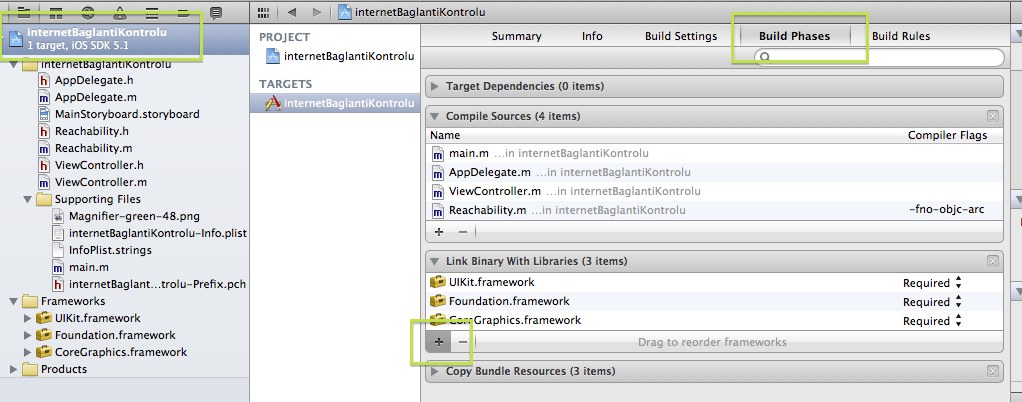 internetBaglantiKontrolu
internetBaglantiKontrolu
1 target, iOS SDK 5.1
internetBaglantiKontrolu
AppDelegate.h
AppDelegate.m
MainStoryboard.storyboard
Reachability.h
Reachability.m
ViewController.h
ViewController.m
Supporting Files
Magnifier-green-48.png
internetBaglantiKontrolu-Info.plist
InfoPlist.strings
main.m
internetBaglant...trolu-Prefix.pch
Frameworks
UIKit.framework
Foundation.framework
CoreGraphics.framework
Products
PROJECT
internetBaglantiKontrolu
TARGETS
internetBaglantiKontrolu
Summary Info Build Settings Build Phases Build Rules
Target Dependencies (0 items)
Compile Sources (4 items)
Name Compiler Flags
main.m ...in internetBaglantiKontrolu
AppDelegate.m ...in internetBaglantiKontrolu
ViewController.m ...in internetBaglantiKontrolu
Reachability.m ...in internetBaglantiKontrolu -fno-objc-arc
Link Binary With Libraries (3 items)
UIKit.framework Required
Foundation.framework Required
CoreGraphics.framework Required
Drag to reorder frameworks
Copy Bundle Resources (3 items)